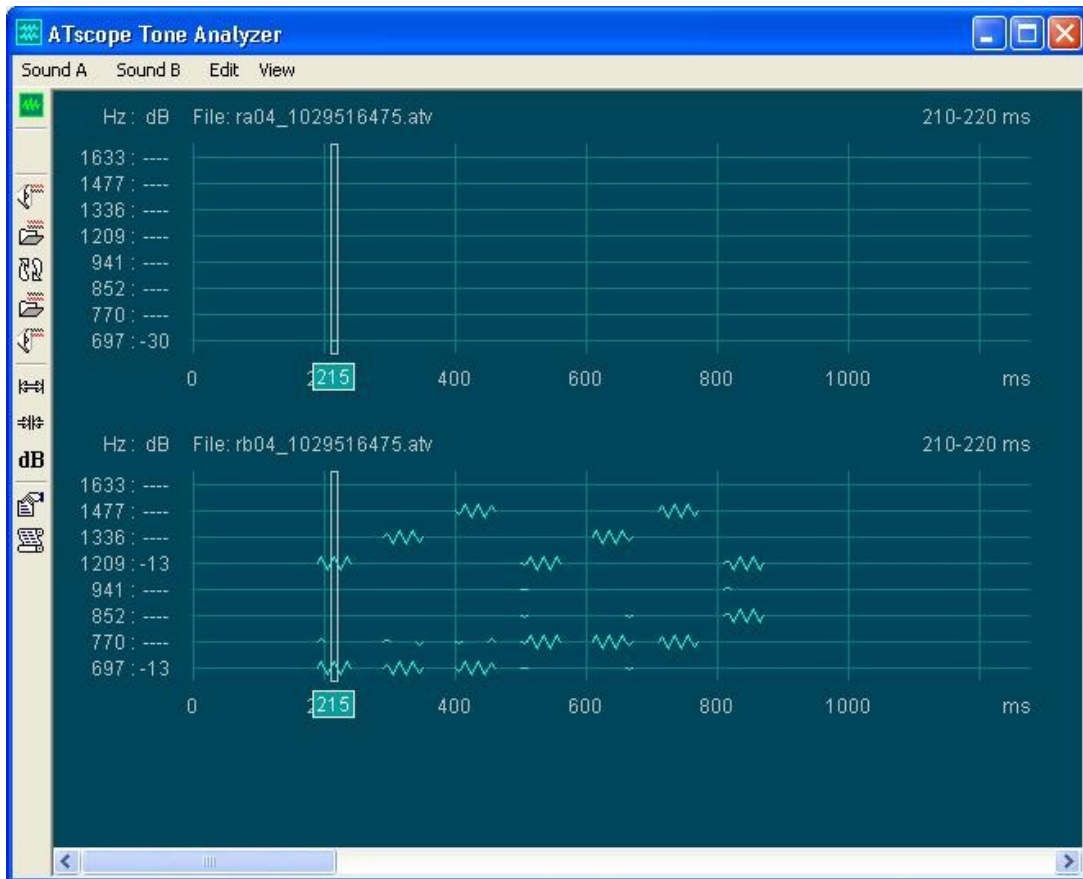 ATscope Tone Analyzer
Sound A Sound B Edit View
Hz : dB File: ra04_1029516475.atv 210-220 ms
1633 : ----
1477 : ----
1336 : ----
1209 : ----
941 : ----
852 : ----
770 : ----
697 :-30
0 215 400 600 800 1000 ms
Hz : dB File: rb04_1029516475.atv 210-220 ms
dB
1633 : ----
1477 : ----
1336 : ----
1209 :-13
941 : ----
852 : ----
770 : ----
697 :-13
0 215 400 600 800 1000 ms